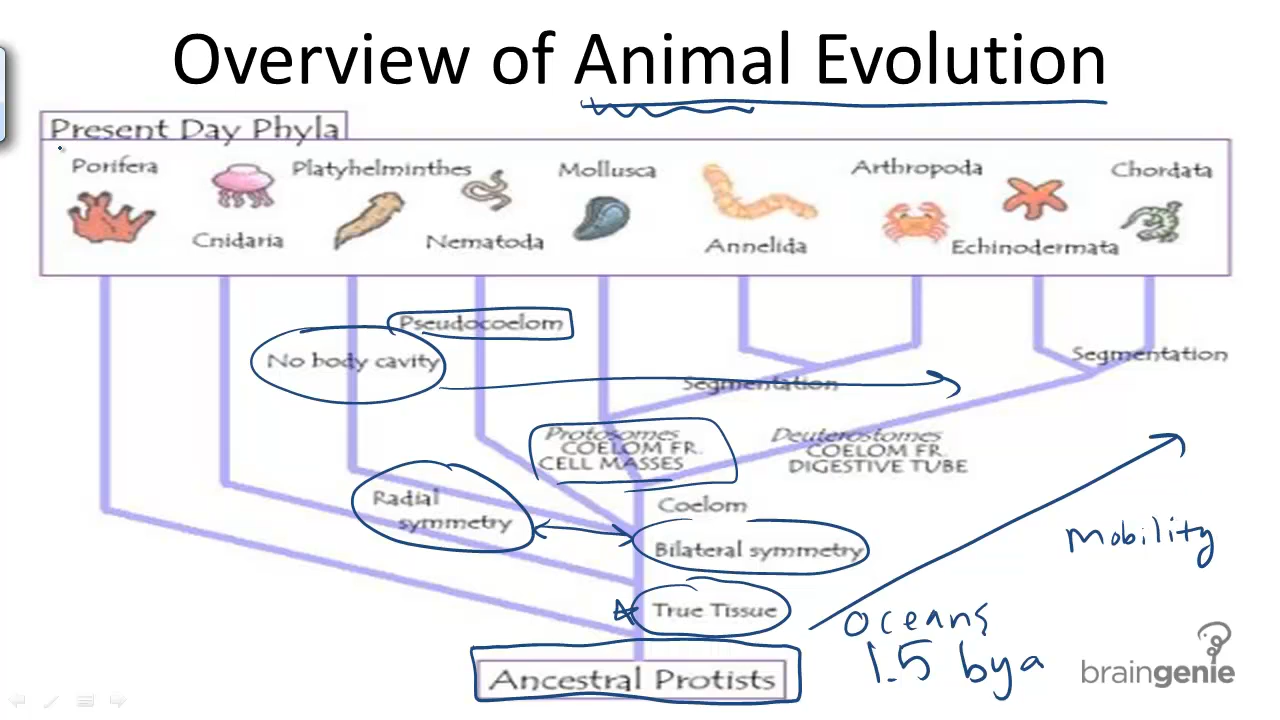 Overview of Animal Evolution
Present Day Phyla
Porifera
Cnidaria
Platyhelminthes
Nematoda
Mollusca
Annelida
Arthropoda
Echinodermata
Chordata
Pseudocoelom
No body cavity
Segmentation
Segmentation
Protosomes
COELOM FR.
CELL MASSES
Deuterostomes
COELOM FR.
DIGESTIVE TUBE
Radial
symmetry
Coelom
Bilateral symmetry
Mobility
True Tissue
Oceans
1.5 bya
Ancestral Protists
braingenie